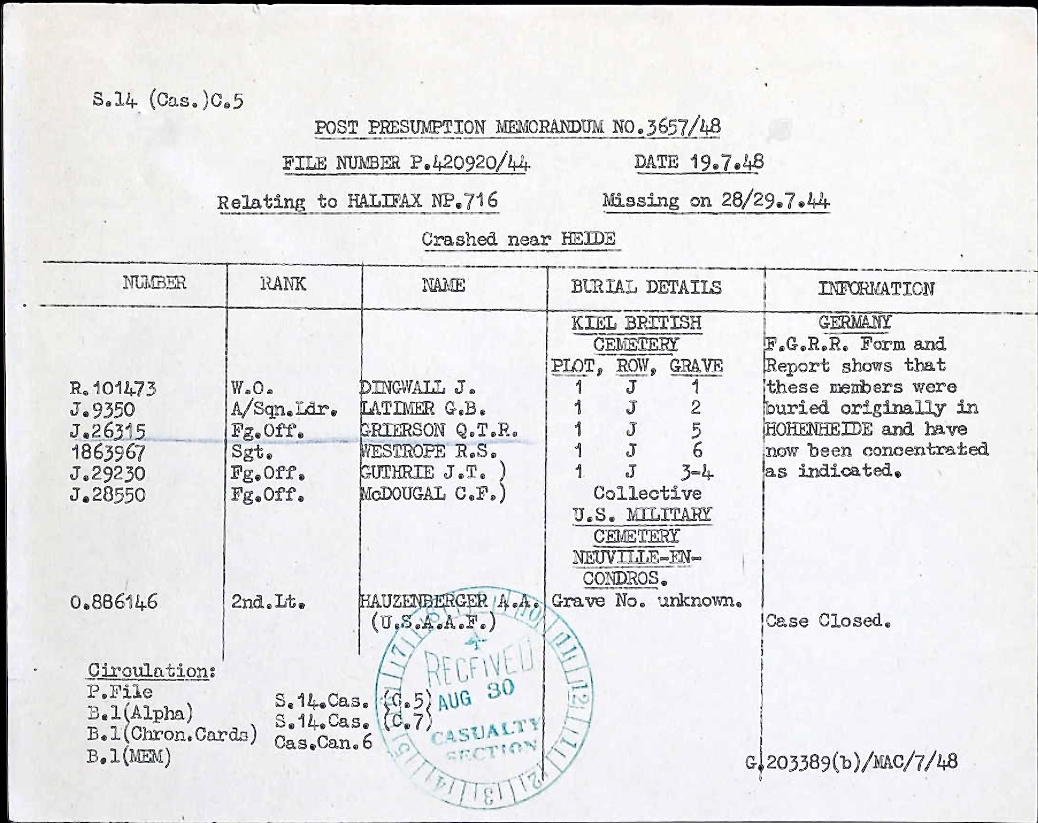 S.14 (Cas.)C.5
POST PRESUMPTION MEMORANDUM NO.3657/48
FILE NUMBER P.420920/44 DATE 19.7.48
Relating to HALIFAX NP.716 Missing on 28/29.7.44
Crashed near HEIDE
NUMBER RANK NAME BURIAL DETAILS INFORMATION
KIEL BRITISH GERMANY
CEMETERY F.G.R.R. Form and
PLOT, ROW, GRAVE Report shows that
R.101473 W.O. DINGWALL J. 1 J 1 these members were
J.9350 A/Sqn.Ldr. LATIMER G.B. 1 J 2 buried originally in
J.26315 Fg.Off. GRIERSON Q.T.R. 1 J 5 HOHENHEIDE and have
1863967 Sgt. WESTROPE R.S. 1 J 6 now been concentrated
J.29230 Fg.Off. GUTHRIE J.T. ) 1 J 3-4 as indicated.
J.28550 Fg.Off. McDOUGAL C.F.) Collective
U.S. MILITARY
CEMETERY
NEUVILLE-EN-
CONDROS.
0.886146 2nd.Lt. HAUZENBERGER A.A. Grave No. unknown.
(U.S.A.A.F.) Case Closed.
Circulation:
P.File S.14.Cas. (C.5)
B.1(Alpha) S.14.Cas. (C.7)
B.1(Chron.Cards) Cas.Can.6
B.1(MEM)
RECEIVED
AUG 30
CASUALTY
SECTION
G.203389(b)/MAC/7/48